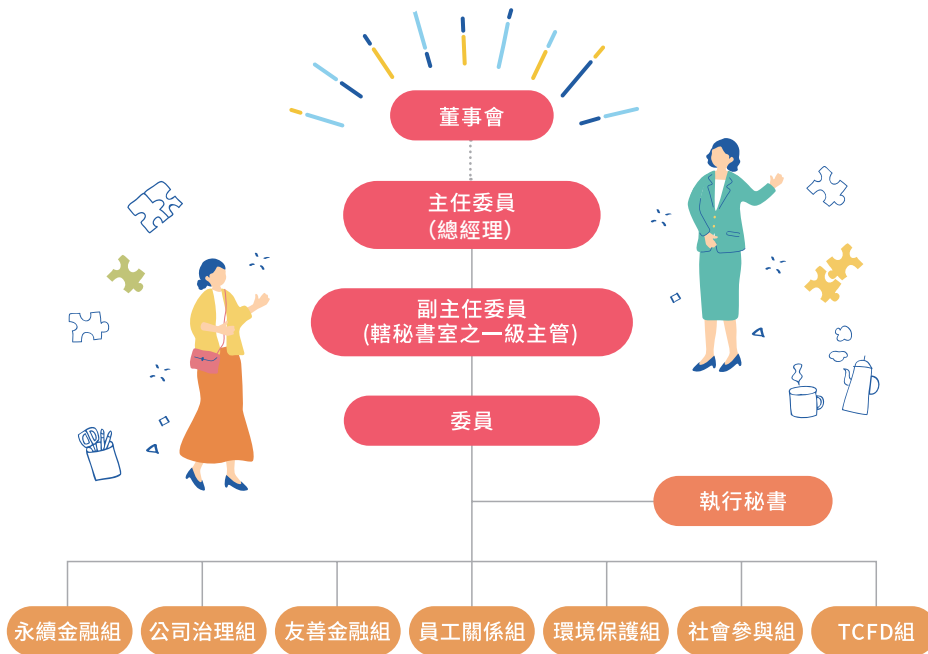 董事會
主任委員
(總經理)
副主任委員
(轄秘書室之一級主管)
委員
執行秘書
永續金融組
公司治理組
友善金融組
員工關係組
環境保護組
社會參與組
TCFD組